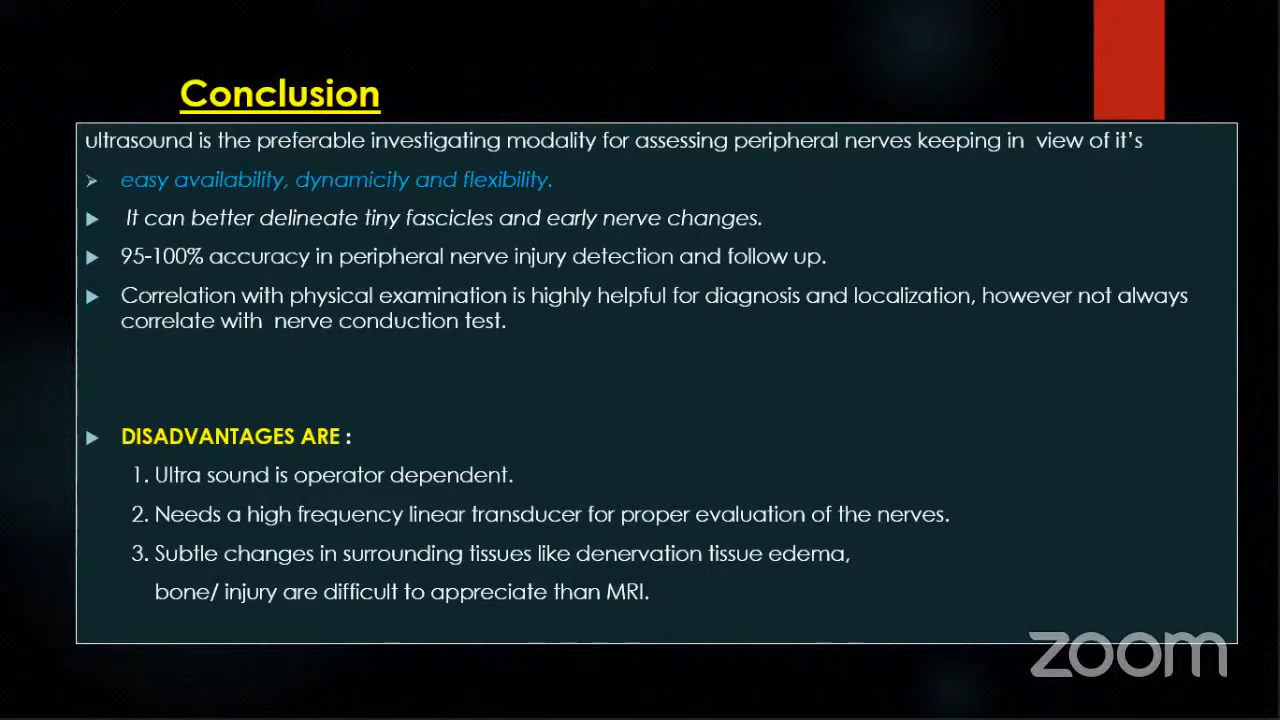 Conclusion
ultrasound is the preferable investigating modality for assessing peripheral nerves keeping in view of it's
easy availability, dynamicity and flexibility.
It can better delineate tiny fascicles and early nerve changes.
95-100% accuracy in peripheral nerve injury detection and follow up.
Correlation with physical examination is highly helpful for diagnosis and localization, however not always
correlate with nerve conduction test.
DISADVANTAGES ARE :
1. Ultra sound is operator dependent.
2. Needs a high frequency linear transducer for proper evaluation of the nerves.
3. Subtle changes in surrounding tissues like denervation tissue edema,
bone/ injury are difficult to appreciate than MRI.
zoom